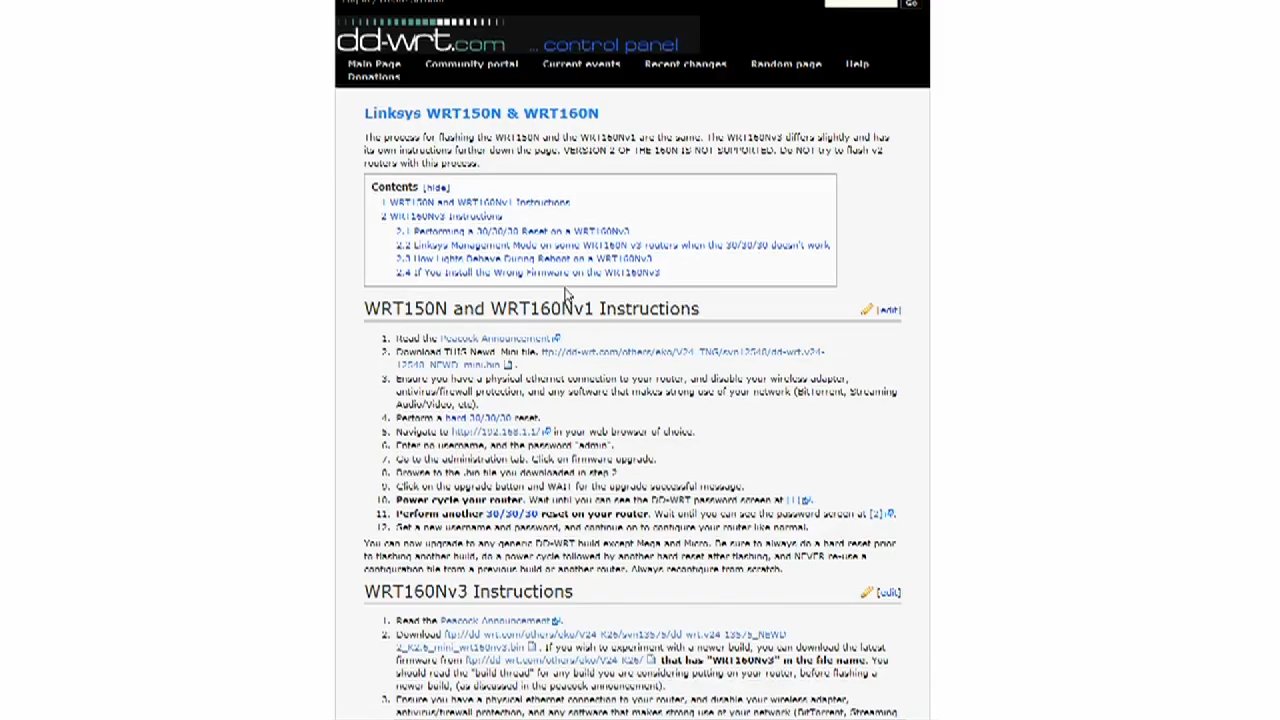 Go
dd-wrt.com ... control panel
Main Page Community portal Current events Recent changes Random page Help
Donations
Linksys WRT150N & WRT160N
The process for flashing the WRT150N and the WRT160Nv1 are the same. The WRT160Nv3 differs slightly and has
its own instructions further down the page. VERSION 2 OF THE 160N IS NOT SUPPORTED. Do NOT try to flash v2
routers with this process.
Contents [hide]
1 WRT150N and WRT160Nv1 Instructions
2 WRT160Nv3 Instructions
2.1 Performing a 30/30/30 Reset on a WRT160Nv3
2.2 Linksys Management Mode on some WRT160N v3 routers when the 30/30/30 doesn't work
2.3 How Lights Behave During Reboot on a WRT160Nv3
2.4 If You Install the Wrong Firmware on the WRT160Nv3
WRT150N and WRT160Nv1 Instructions [edit]
1. Read the Peacock Announcement.
2. Download THIS Newd_Mini file. ftp://dd-wrt.com/others/eko/V24_TNG/svn12548/dd-wrt.v24-
12548_NEWD_mini.bin .
3. Ensure you have a physical ethernet connection to your router, and disable your wireless adapter,
antivirus/firewall protection, and any software that makes strong use of your network (BitTorrent, Streaming
Audio/Video, etc).
4. Perform a hard 30/30/30 reset.
5. Navigate to http://192.168.1.1/ in your web browser of choice.
6. Enter no username, and the password "admin".
7. Go to the administration tab. Click on firmware upgrade.
8. Browse to the .bin file you downloaded in step 2
9. Click on the upgrade button and WAIT for the upgrade successful message.
10. Power cycle your router. Wait until you can see the DD-WRT password screen at [1].
11. Perform another 30/30/30 reset on your router. Wait until you can see the password screen at [2].
12. Set a new username and password, and continue on to configure your router like normal.
You can now upgrade to any generic DD-WRT build except Mega and Micro. Be sure to always do a hard reset prior
to flashing another build, do a power cycle followed by another hard reset after flashing, and NEVER re-use a
configuration file from a previous build or another router. Always reconfigure from scratch.
WRT160Nv3 Instructions [edit]
1. Read the Peacock Announcement.
2. Download ftp://dd-wrt.com/others/eko/V24-K26/svn13575/dd-wrt.v24-13575_NEWD-
2_K2.6_mini_wrt160nv3.bin . If you wish to experiment with a newer build, you can download the latest
firmware from ftp://dd-wrt.com/others/eko/V24-K26/ that has "WRT160Nv3" in the file name. You
should read the "build thread" for any build you are considering putting on your router, before flashing a
newer build, (as discussed in the peacock announcement).
3. Ensure you have a physical ethernet connection to your router, and disable your wireless adapter,
antivirus/firewall protection, and any software that makes strong use of your network (BitTorrent, Streaming